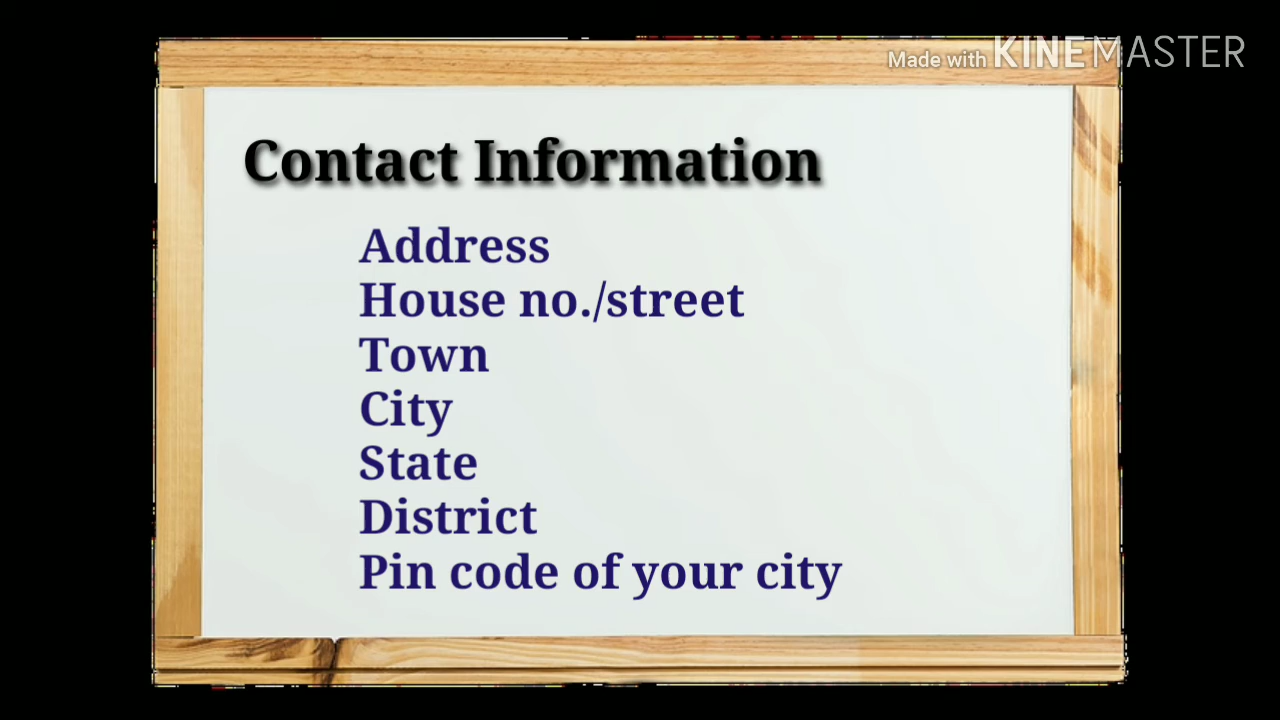 Made with KINEMASTER
Contact Information
Address
House no./street
Town
City
State
District
Pin code of your city